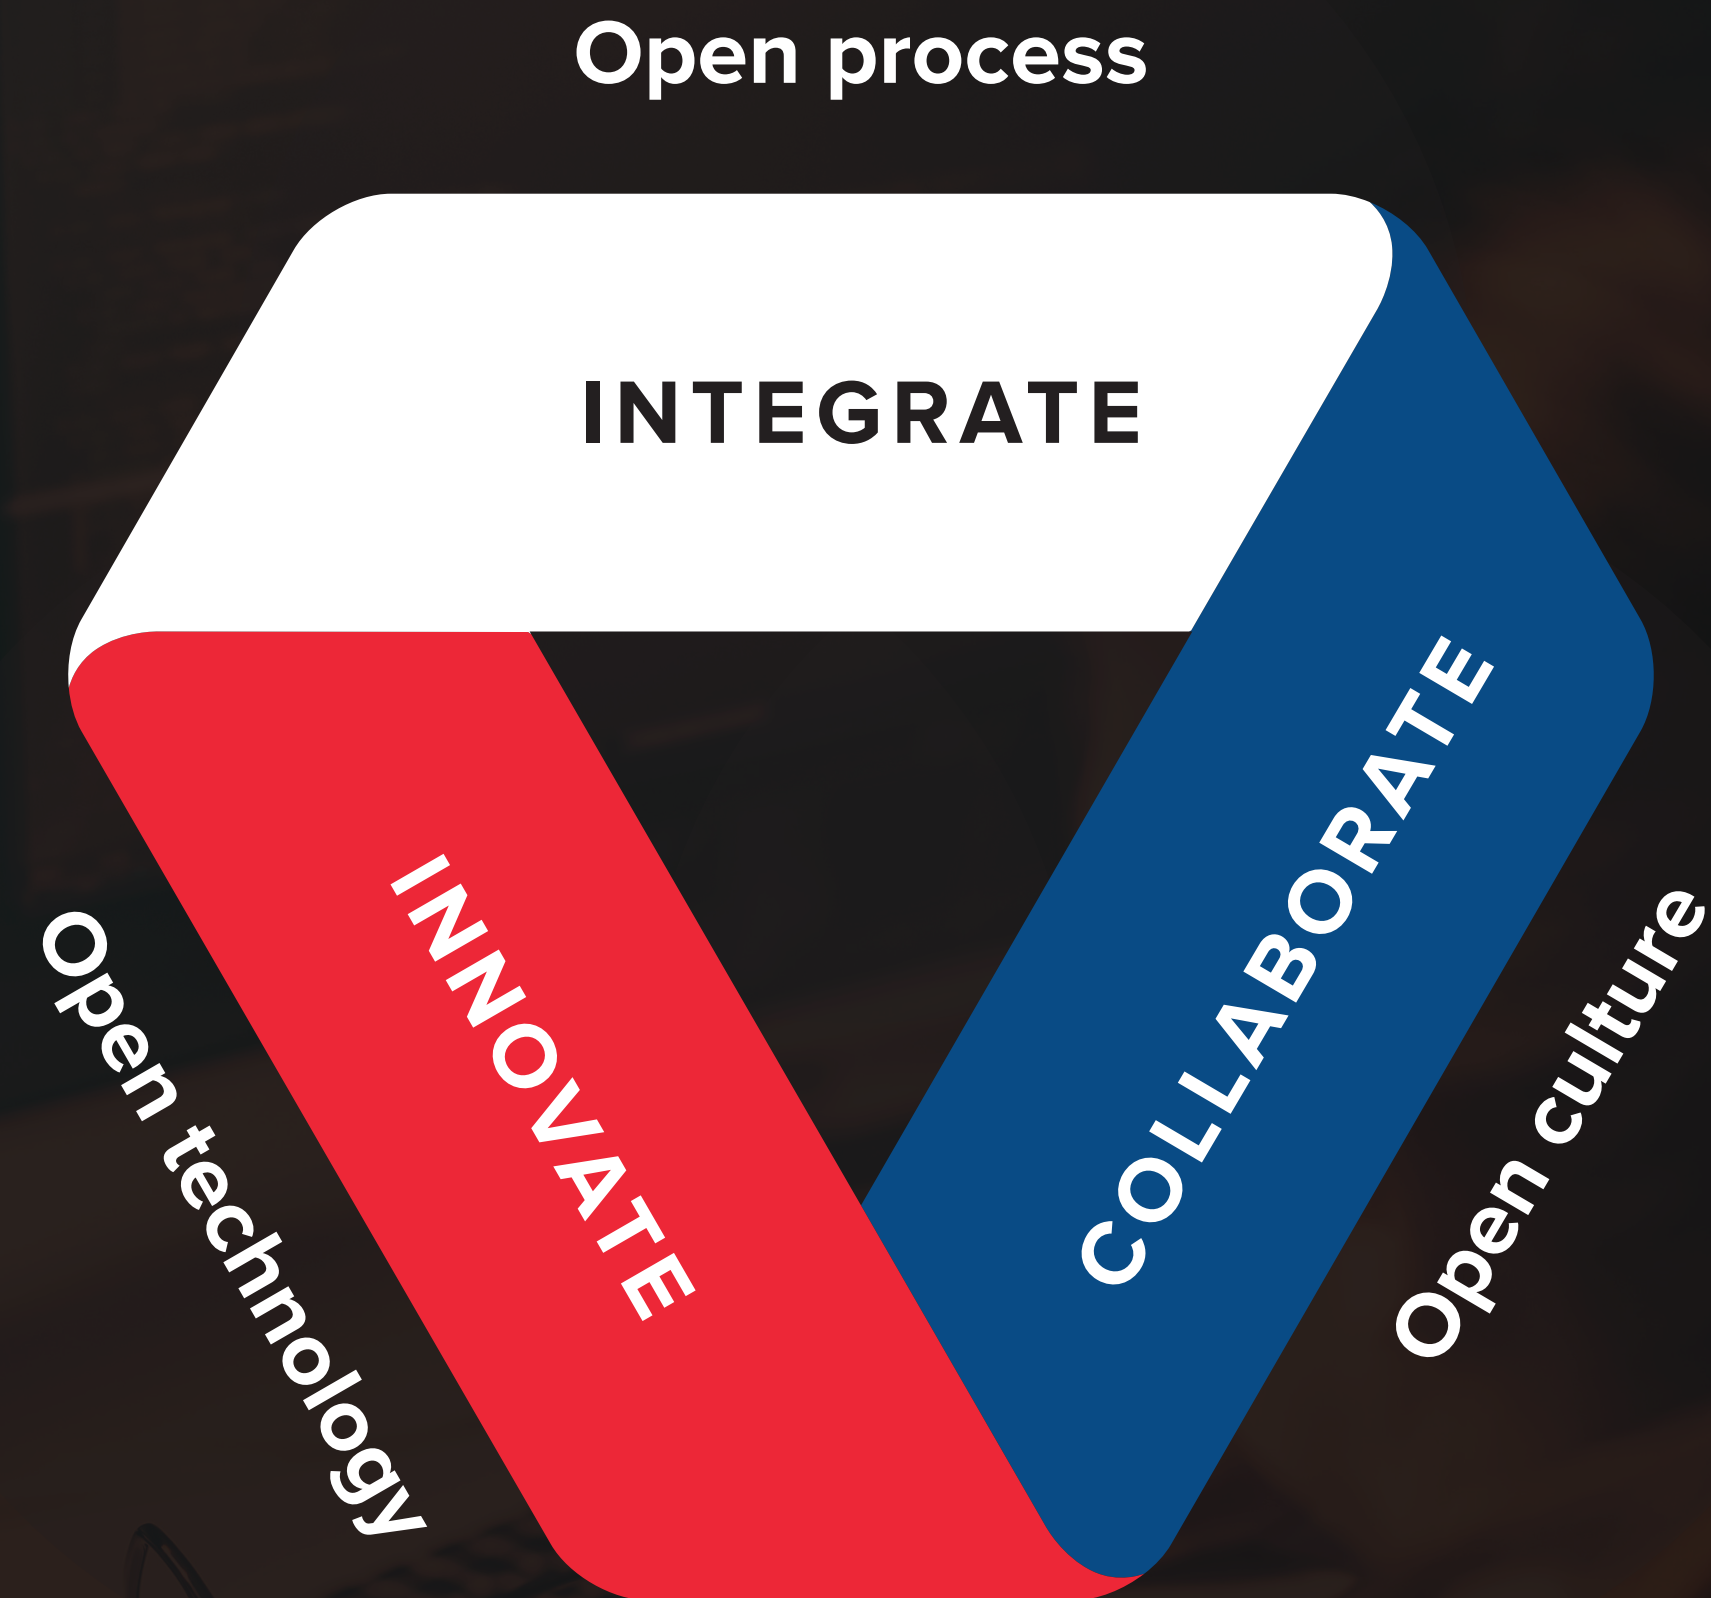 Open process
INTEGRATE
INNOVATE
COLLABORATE
Open technology
Open culture